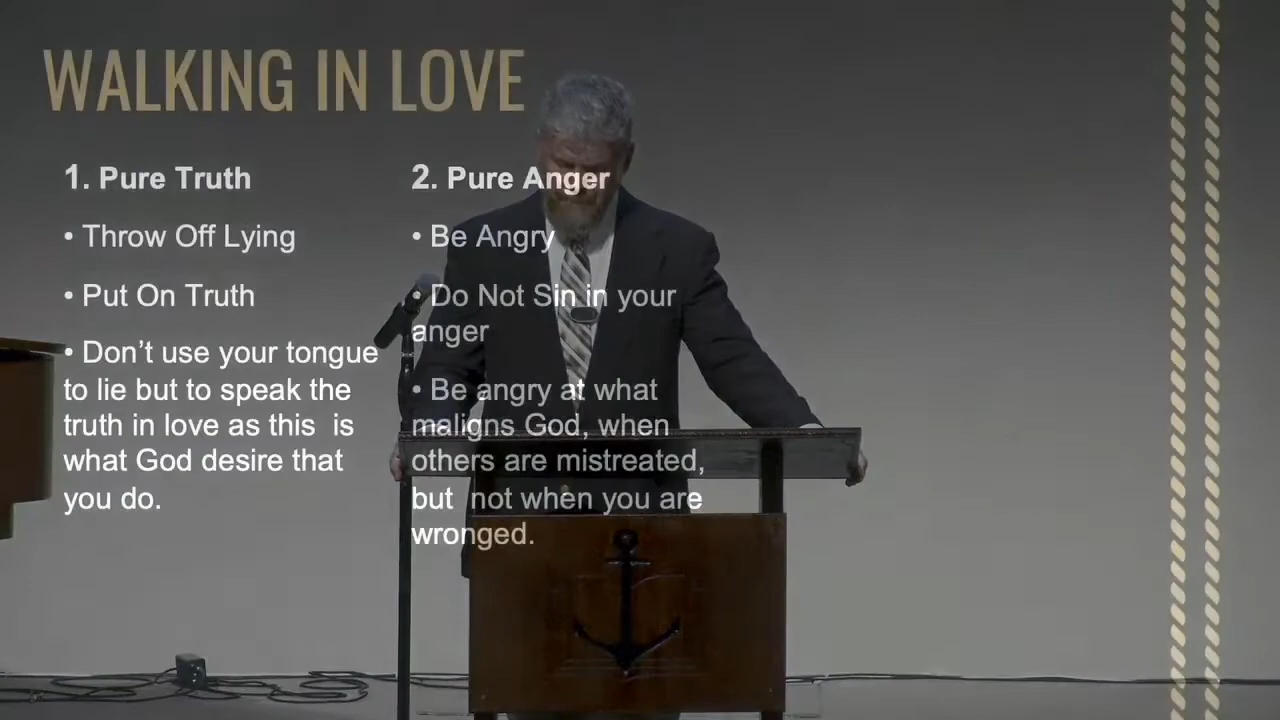 WALKING IN LOVE
1. Pure Truth
• Throw Off Lying
• Put On Truth
• Don’t use your tongue
to lie but to speak the
truth in love as this  is
what God desire that
you do.
2. Pure Anger
• Be Angry
• Do Not Sin in your
anger
• Be angry at what
maligns God, when
others are mistreated,
but  not when you are
wronged.